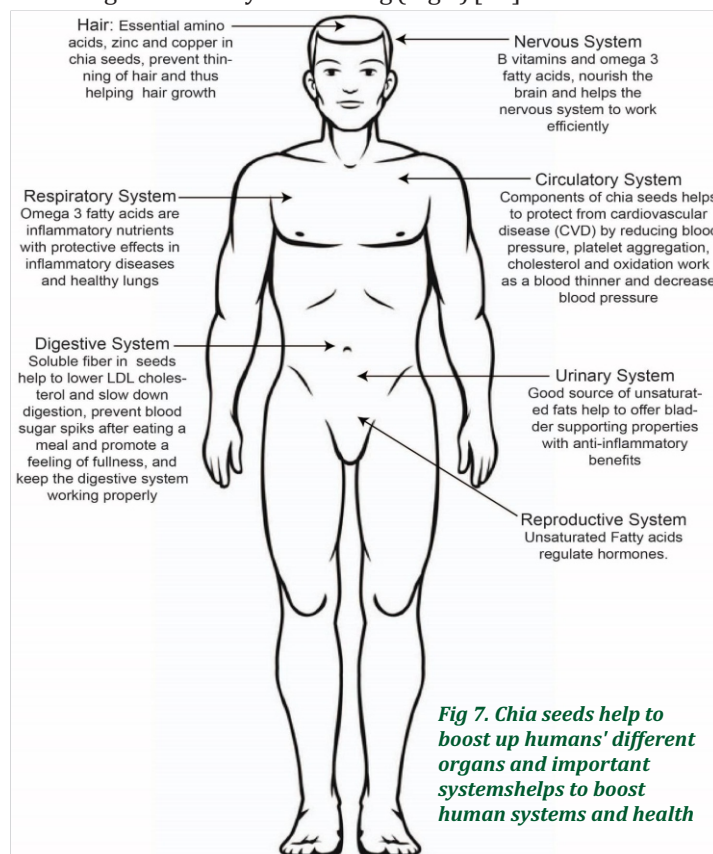 Hair: Essential amino
acids, zinc and copper in
chia seeds, prevent thin-
ning of hair and thus
helping hair growth
Nervous System
B vitamins and omega 3
fatty acids, nourish the
brain and helps the
nervous system to work
efficiently
Respiratory System
Omega 3 fatty acids are
inflammatory nutrients
with protective effects in
inflammatory diseases
and healthy lungs
Circulatory System
Components of chia seeds helps
to protect from cardiovascular
disease (CVD) by reducing blood
pressure, platelet aggregation,
cholesterol and oxidation work
as a blood thinner and decrease
blood pressure
Digestive System
Soluble fiber in seeds
help to lower LDL choles-
terol and slow down
digestion, prevent blood
sugar spikes after eating a
meal and promote a
feeling of fullness, and
keep the digestive system
working properly
Urinary System
Good source of unsaturat-
ed fats help to offer blad-
der supporting properties
with anti-inflammatory
benefits
Reproductive System
Unsaturated Fatty acids
regulate hormones.
Fig 7. Chia seeds help to
boost up humans' different
organs and important
systemshelps to boost
human systems and health